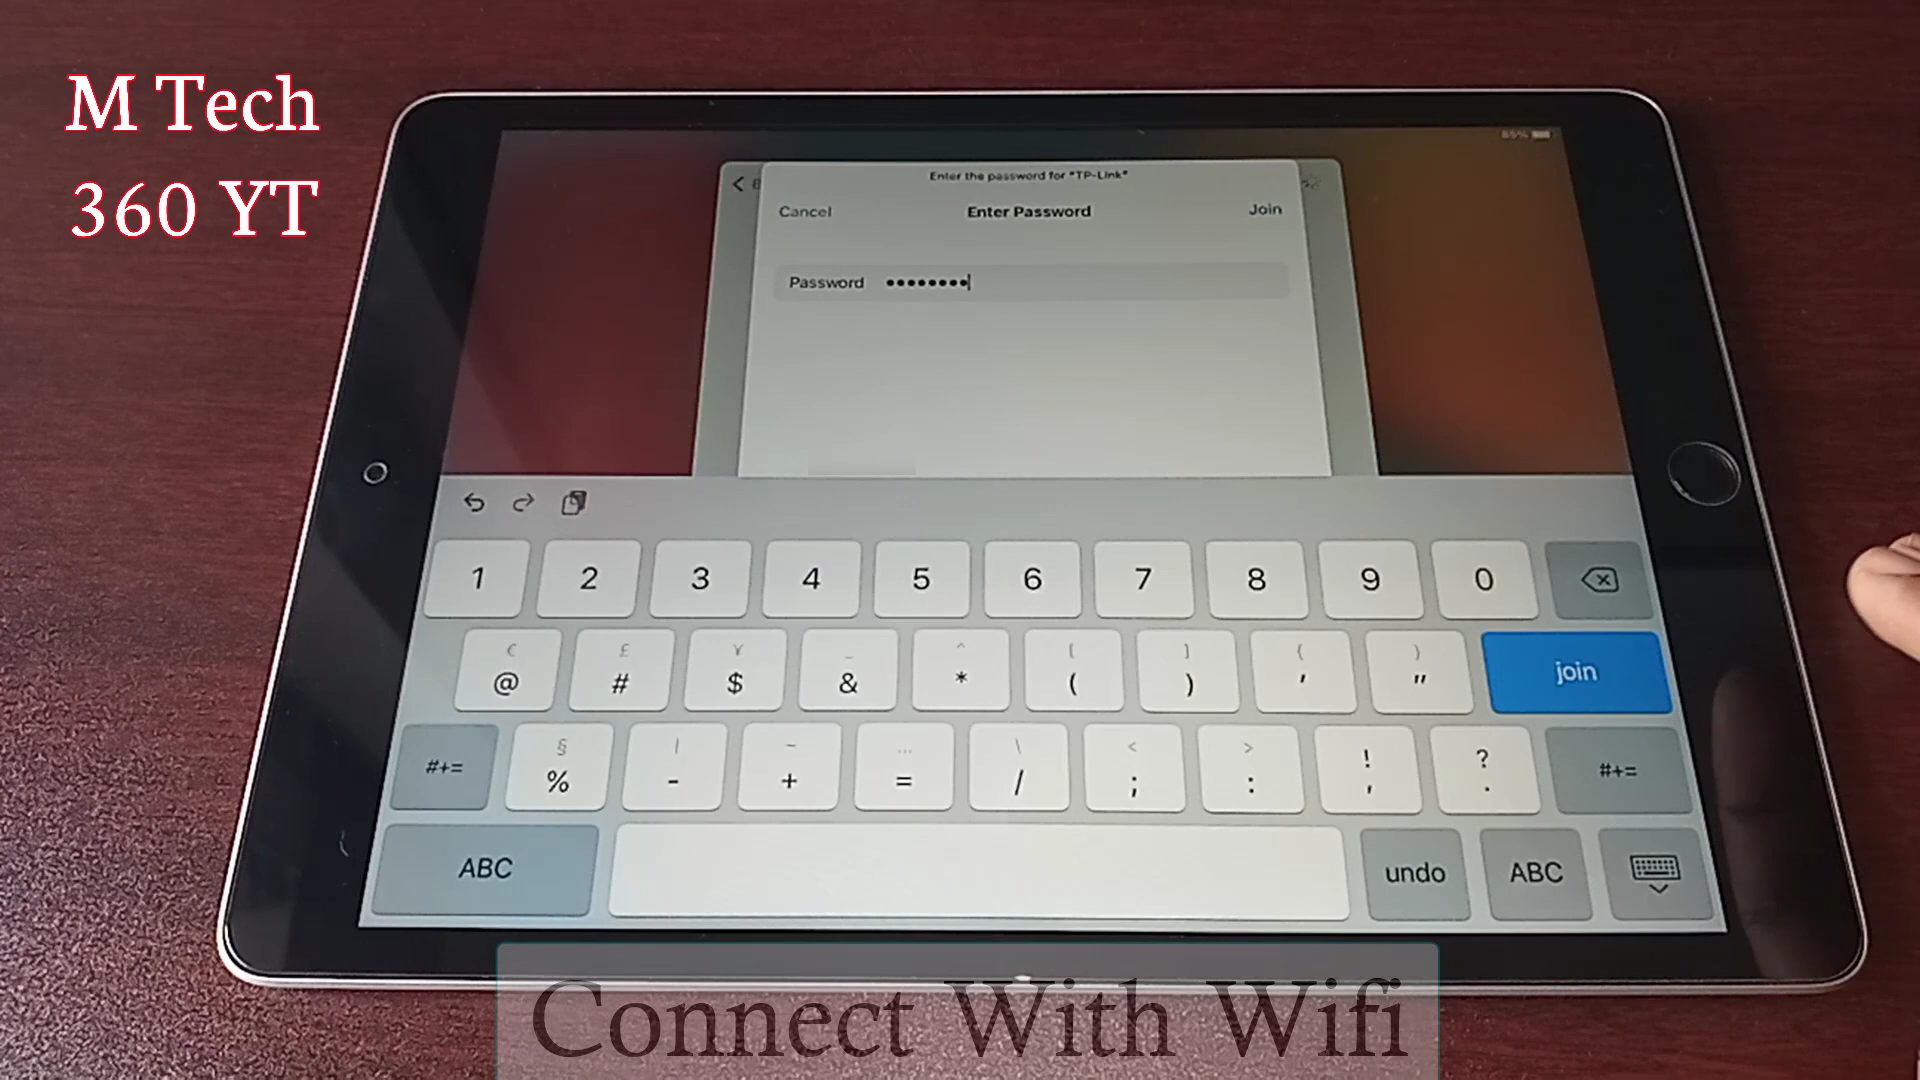 M Tech
360 YT
85%
Enter the password for "TP-Link"
Cancel Enter Password Join
Password ••••••••
1 2 3 4 5 6 7 8 9 0
€ £ ¥ _ ^ [ ] { }
@ # $ & * ( ) ' " join
§ | ~ … \ < > ! ?
#+= % - + = / ; : , . #+=
ABC undo ABC
Connect With Wifi